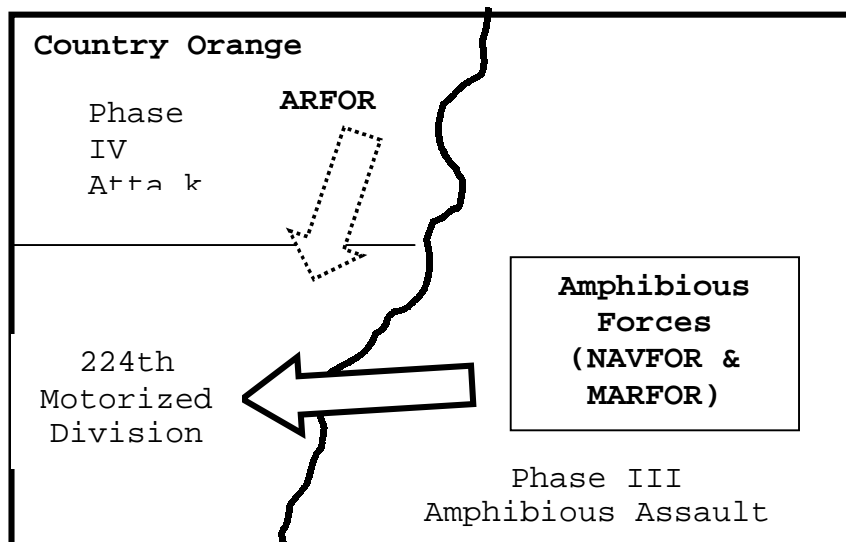 Country Orange
ARFOR
Phase
IV
Amphibious
Forces
(NAVFOR &
MARFOR)
224th
Motorized
Division
Phase III
Amphibious Assault